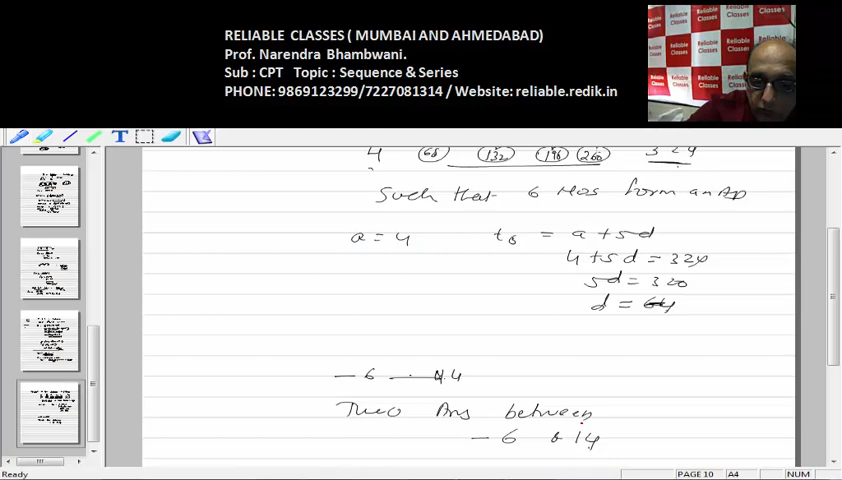 RELIABLE CLASSES ( MUMBAI AND AHMEDABAD)
Prof. Narendra Bhambwani.
Sub : CPT Topic : Sequence & Series
PHONE: 9869123299/7227081314 / Website: reliable.redik.in
4 68 132 196 260 324
Such that 6 nos form an AP
a = 4 t6 = a + 5d
4 + 5d = 324
5d = 320
d = 64
- 6 14
Two Ams between
- 6 & 14
Ready PAGE 10 A4 NUM